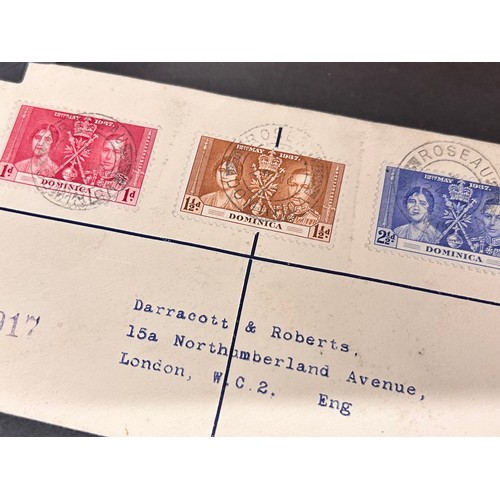 12TH MAY 1937.
1d DOMINICA 1d
12TH MAY 1937.
1½d DOMINICA 1½d
12TH MAY 1937.
2½d DOMINICA
ROSEAU
917
Darracott & Roberts,
15a Northumberland Avenue,
London, W.C.2. Eng